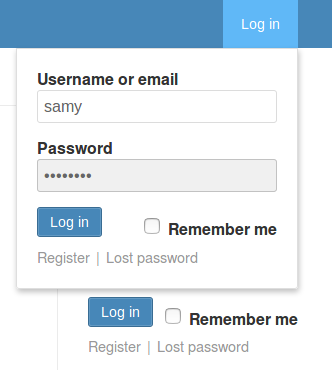 Log in
Username or email
samy
Password
••••••••
Log in Remember me
Register | Lost password
Log in Remember me
Register | Lost password